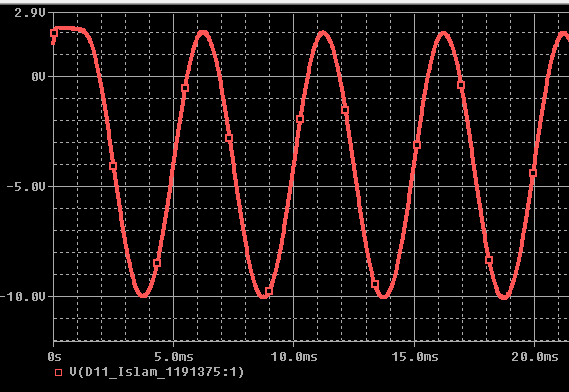 2.9V
0V
-5.0V
-10.0V
0s 5.0ms 10.0ms 15.0ms 20.0ms
V(D11_Islam_1191375:1)